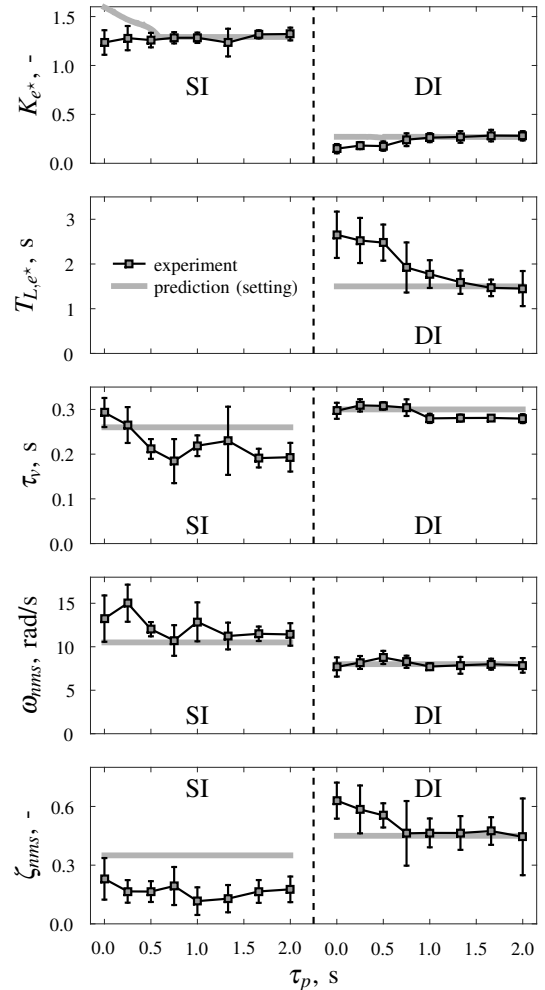 1.5
1.0
0.5
0.0
K_{e*}, -
SI
DI
3
2
1
0
T_{L,e*}, s
experiment
prediction (setting)
DI
0.3
0.2
0.1
0.0
τ_v, s
SI
DI
15
10
5
0
ω_{nms}, rad/s
SI
DI
0.6
0.3
0.0
ζ_{nms}, -
SI
DI
0.0 0.5 1.0 1.5 2.0 0.0 0.5 1.0 1.5 2.0
τ_p, s